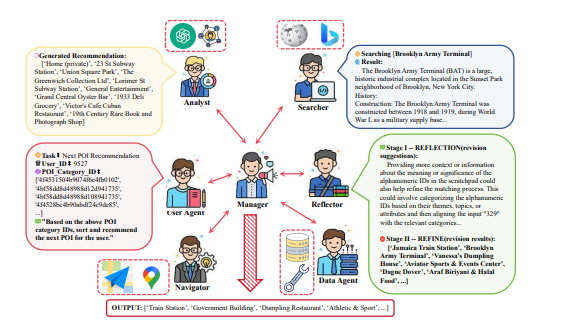 Generated Recommendation:
['Home (private)', '23 St Subway
Station', 'Union Square Park', 'The
Greenwich Collection Ltd', 'Lorimer St
Subway Station', 'General Entertainment',
'Grand Central Oyster Bar', '1933 Deli
Grocery', 'Victor's Cafe Cuban
Restaurant', '19th Century Rare Book and
Photograph Shop]
Analyst
Searcher
Searching [Brooklyn Army Terminal]
Result:
The Brooklyn Army Terminal (BAT) is a large,
historic industrial complex located in the Sunset Park
neighborhood of Brooklyn, New York City.
History:
Construction: The Brooklyn Army Terminal was
constructed between 1918 and 1919, during World
War I, as a military supply base...
Task: Next POI Recommendation
User_ID: 9527
POI_Category_ID:
'4bf58dd8d48988d12d941735',
'4bf58dd8d48988d108941735',
...]
"Based on the above POI
category IDs, sort and recommend
the next POI for the user."
User Agent
Manager
Reflector
Stage I -- REFLECTION(revision
suggestions):
Providing more context or information
about the meaning or significance of the
alphanumeric IDs in the scratchpad could
also help refine the matching process. This
could involve categorizing the alphanumeric
IDs based on their themes, topics, or
attributes and then aligning the input "329"
with the relevant categories...
Stage II -- REFINE(revision results):
['Jamaica Train Station', 'Brooklyn
Army Terminal', 'Vanessa's Dumpling
House', 'Aviator Sports & Events Center',
'Dague Dover', 'Araf Biriyani & Halal
Food', ...]
Navigator
Data Agent
OUTPUT: ['Train Station', 'Government Building', 'Dumpling Restaurant', 'Athletic & Sport', ...]